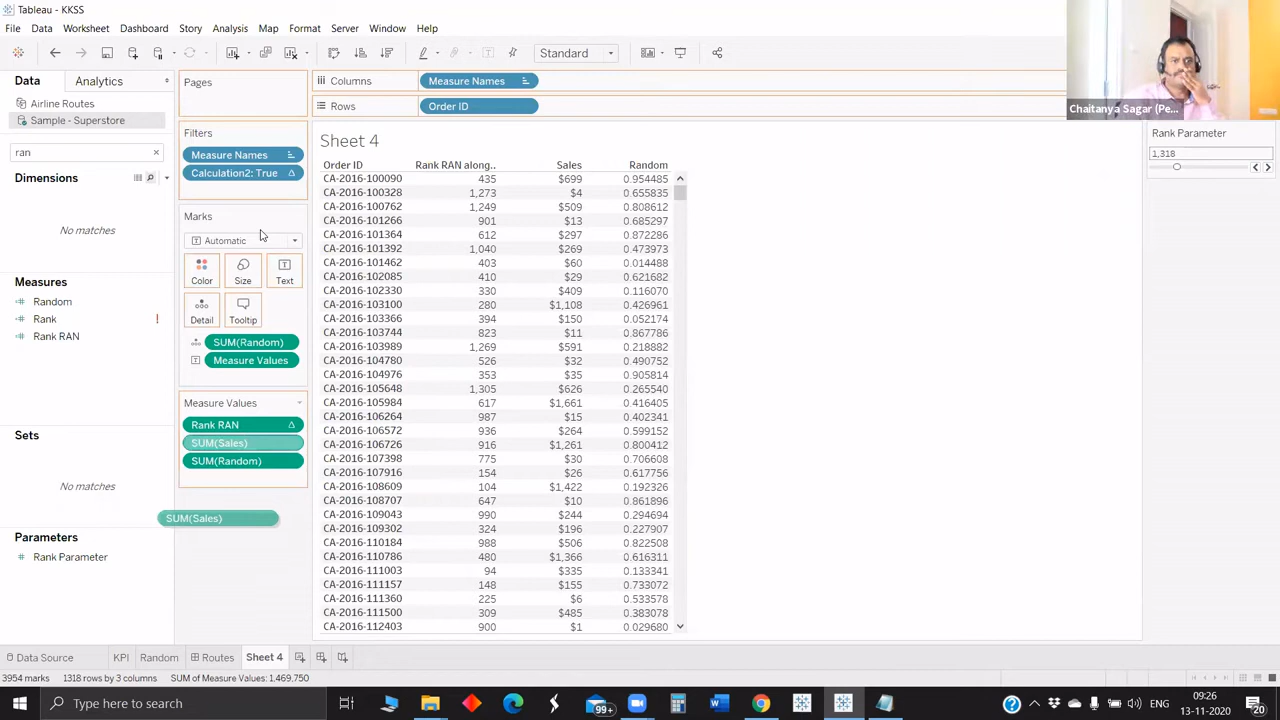 Tableau - KKSS
File Data Worksheet Dashboard Story Analysis Map Format Server Window Help
Standard
Data Analytics
Airline Routes
Sample - Superstore
ran
Dimensions
No matches
Measures
Random
Rank !
Rank RAN
Sets
No matches
Parameters
Rank Parameter
Pages
Filters
Measure Names
Calculation2: True
Marks
Automatic
Color Size Text
Detail Tooltip
SUM(Random)
Measure Values
Measure Values
Rank RAN
SUM(Sales)
SUM(Random)
SUM(Sales)
Columns Measure Names
Rows Order ID
Sheet 4
Order ID Rank RAN along.. Sales Random
CA-2016-100090 435 $699 0.954485
CA-2016-100328 1,273 $4 0.655835
CA-2016-100762 1,249 $509 0.808612
CA-2016-101266 901 $13 0.685297
CA-2016-101364 612 $297 0.872286
CA-2016-101392 1,040 $269 0.473973
CA-2016-101462 403 $60 0.014488
CA-2016-102085 410 $29 0.621682
CA-2016-102330 330 $409 0.116070
CA-2016-103100 280 $1,108 0.426961
CA-2016-103366 394 $150 0.052174
CA-2016-103744 823 $11 0.867786
CA-2016-103989 1,269 $591 0.218882
CA-2016-104780 526 $32 0.490752
CA-2016-104976 353 $35 0.905814
CA-2016-105648 1,305 $626 0.265540
CA-2016-105984 617 $1,661 0.416405
CA-2016-106264 987 $15 0.402341
CA-2016-106572 936 $264 0.599152
CA-2016-106726 916 $1,261 0.800412
CA-2016-107398 775 $30 0.706608
CA-2016-107916 154 $26 0.617756
CA-2016-108609 104 $1,422 0.192326
CA-2016-108707 647 $10 0.861896
CA-2016-109043 990 $244 0.294694
CA-2016-109302 324 $196 0.227907
CA-2016-110184 988 $506 0.822508
CA-2016-110786 480 $1,366 0.616311
CA-2016-111003 94 $335 0.133341
CA-2016-111157 148 $155 0.733072
CA-2016-111360 225 $6 0.533578
CA-2016-111500 309 $485 0.383078
CA-2016-112403 900 $1 0.029680
Chaitanya Sagar (Pe...
Rank Parameter
1,318
Data Source KPI Random Routes Sheet 4
3954 marks 1318 rows by 3 columns SUM of Measure Values: 1.469.750
Type here to search
99+
ENG
09:26
13-11-2020
20